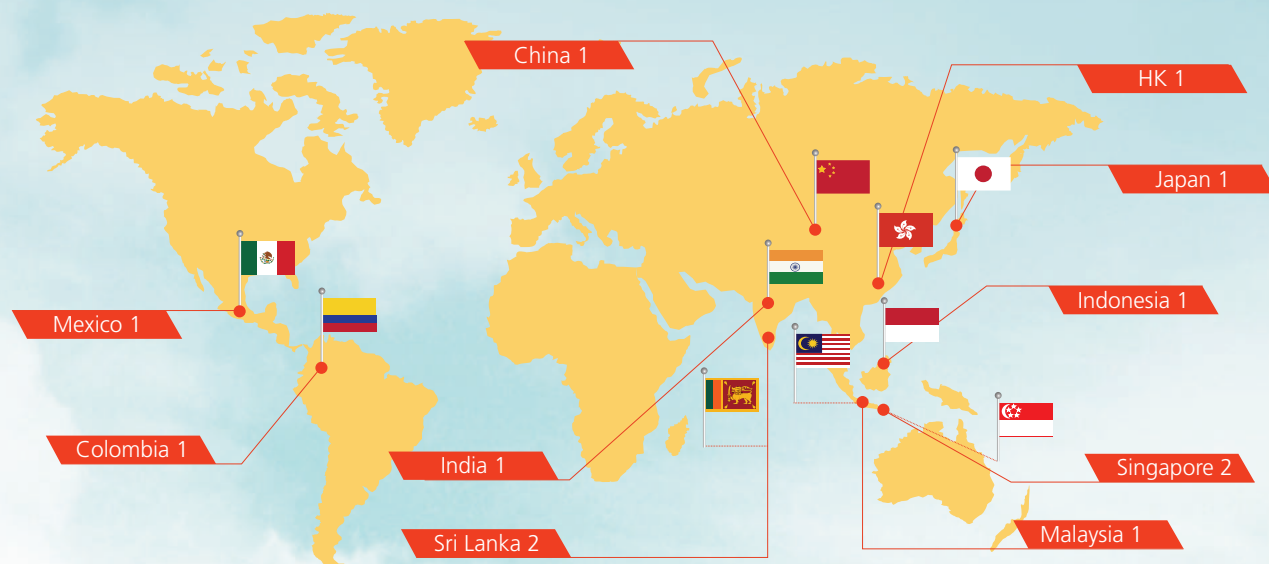 China 1
HK 1
Japan 1
Indonesia 1
Mexico 1
Colombia 1
India 1
Singapore 2
Sri Lanka 2
Malaysia 1